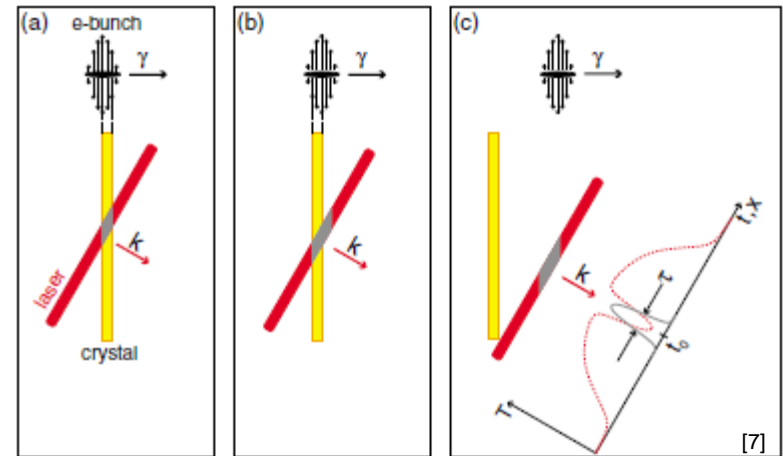 (a)
e-bunch
γ
k
laser
crystal
(b)
γ
k
(c)
γ
k
t,x
τ
t₀
T
[7]